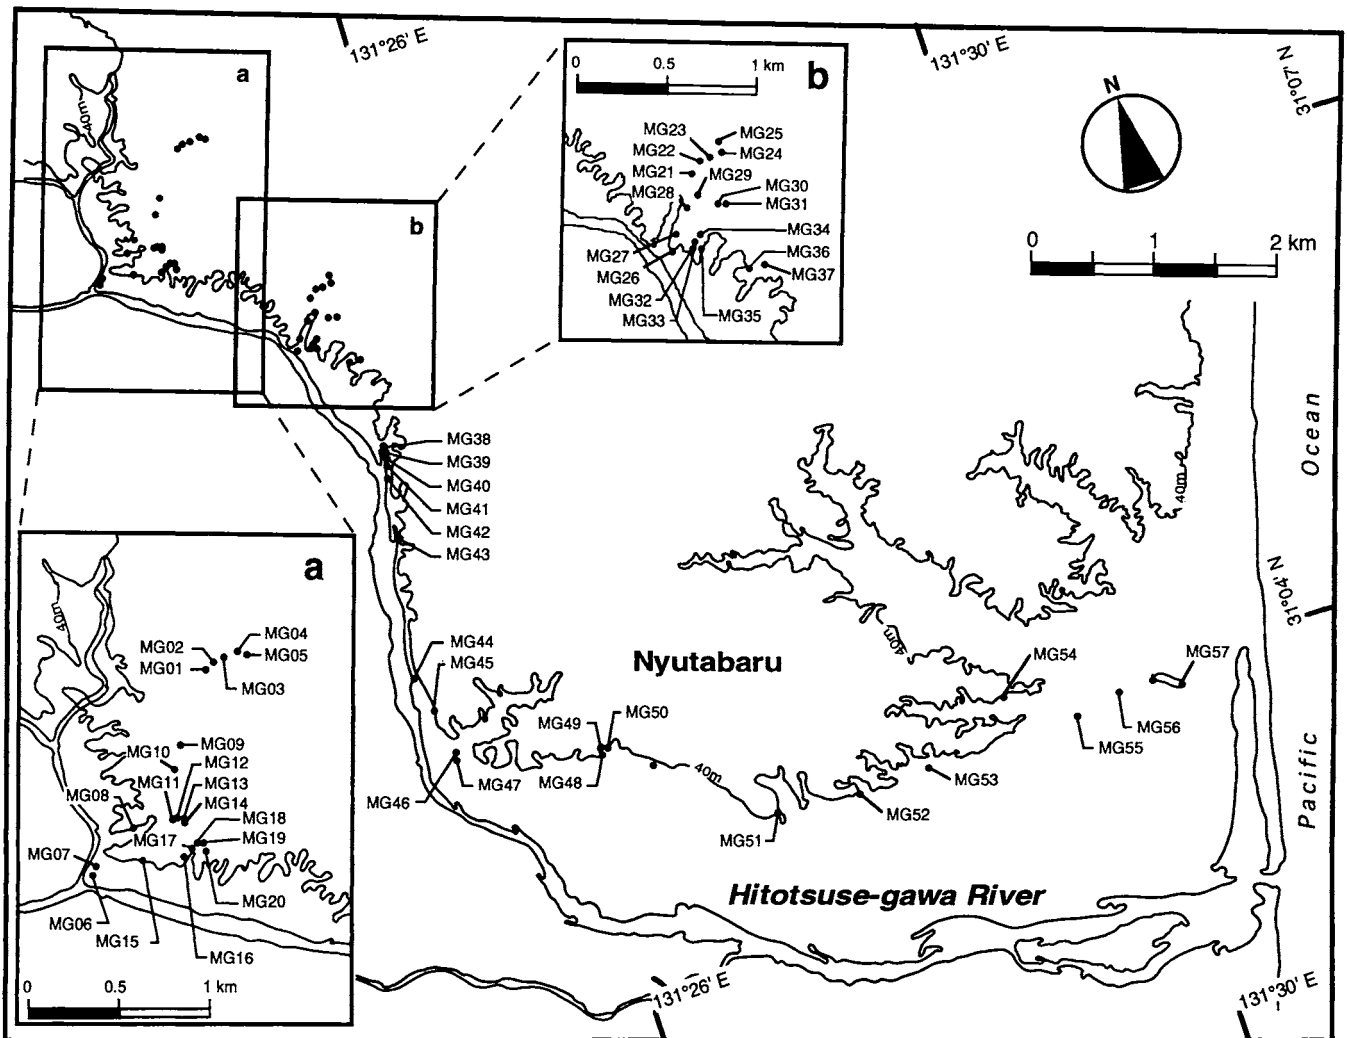 131°26' E
131°30' E
31°07' N
a
40m
b
0 0.5 1 km
b
MG23
MG25
MG22
MG24
MG21
MG29
MG28
MG30
MG31
MG34
MG27
MG36
MG26
MG37
MG32
MG33
MG35
N
0 1 2 km
Ocean
Pacific
40m
31°04' N
MG38
MG39
MG40
MG41
MG42
MG43
MG44
MG45
Nyutabaru
40m
MG54
MG57
MG49
MG50
MG56
MG55
MG47
MG48
40m
MG46
MG53
MG52
MG51
Hitotsuse-gawa River
a
40m
MG04
MG02
MG05
MG01
MG03
MG09
MG10
MG12
MG11
MG13
MG08
MG14
MG18
MG17
MG19
MG07
MG20
MG06
MG15
MG16
0 0.5 1 km
131°26' E
131°30' E